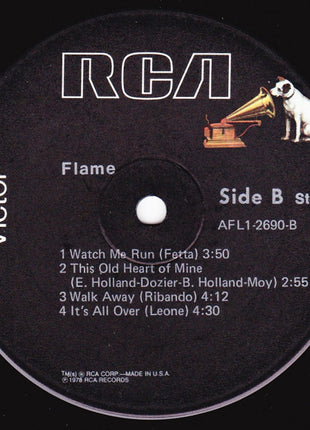 RCA
Victor
Flame
Side B St
AFL1-2690-B
1 Watch Me Run (Fetta) 3:50
2 This Old Heart of Mine
(E. Holland-Dozier-B. Holland-Moy) 2:55
3 Walk Away (Ribando) 4:12
4 It's All Over (Leone) 4:30
TM(s) ® RCA CORP.—MADE IN U.S.A.
℗ 1978 RCA RECORDS